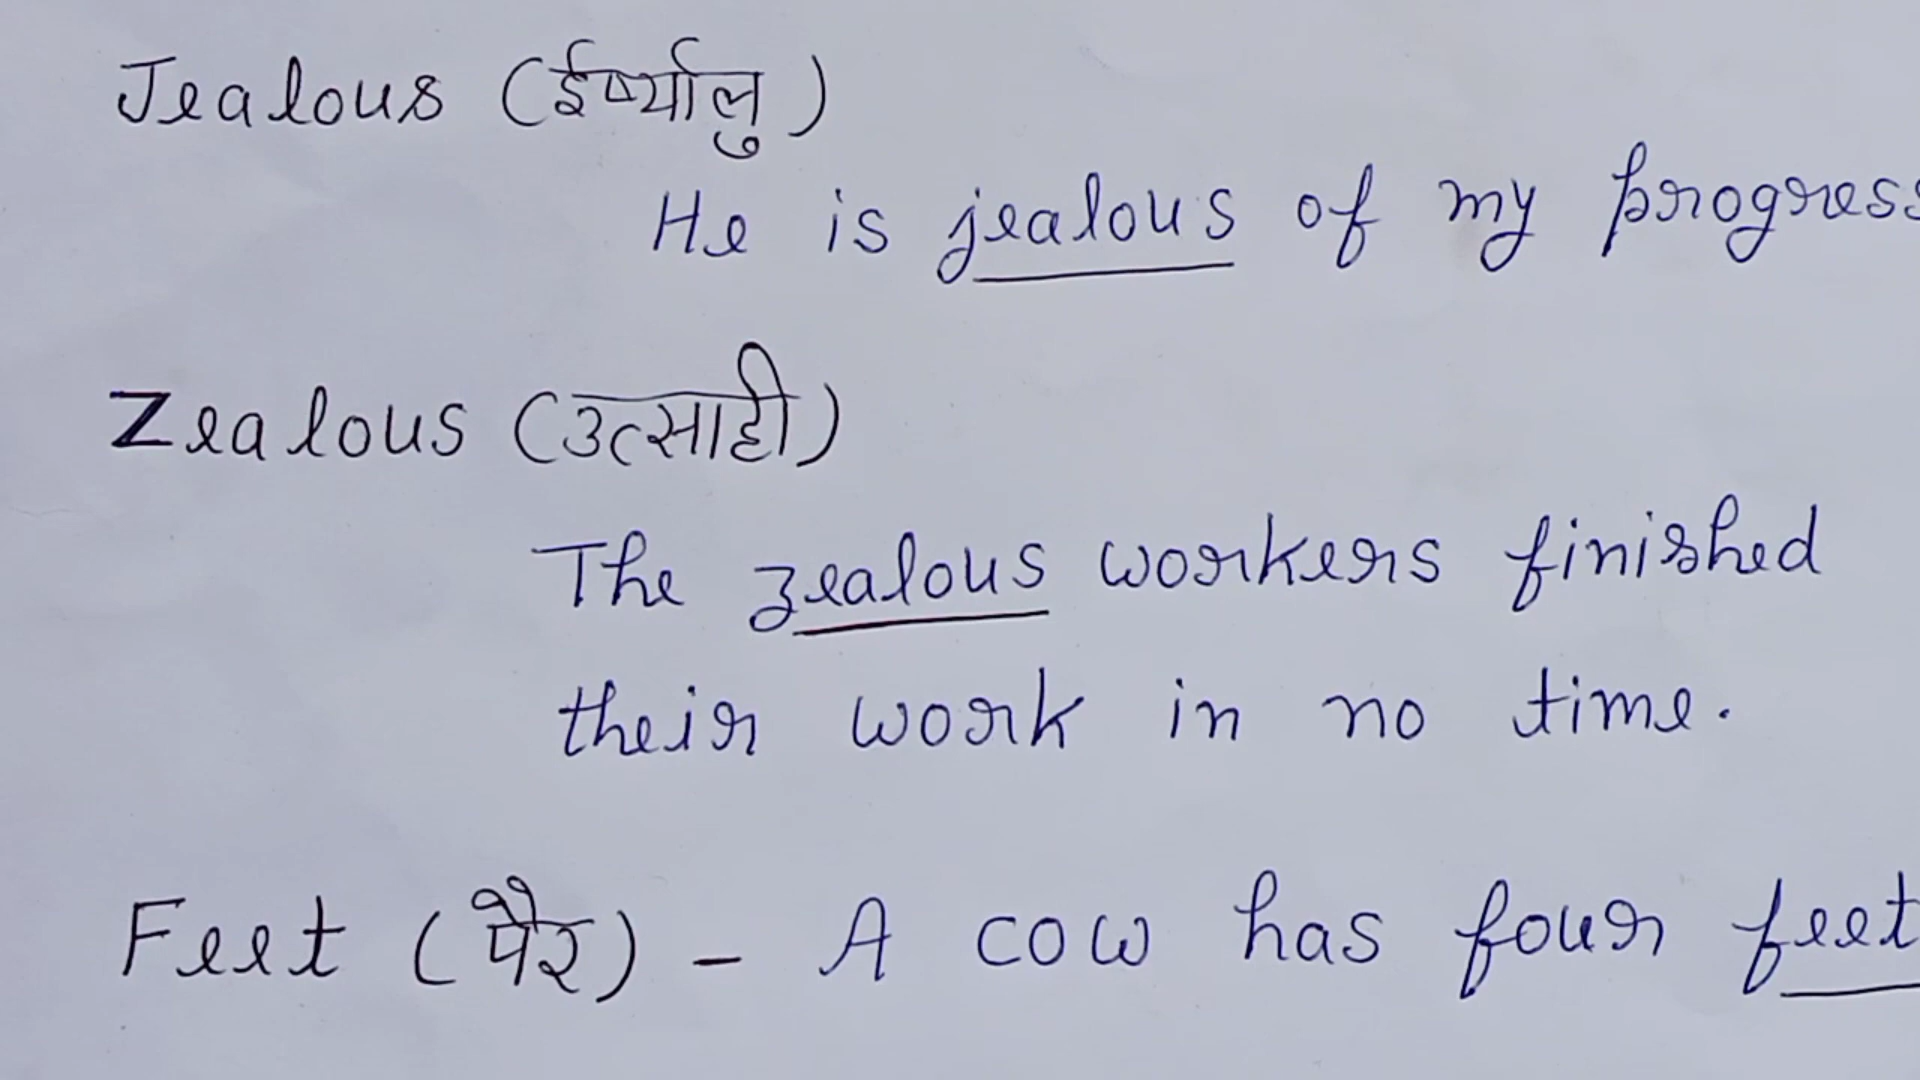 Jealous (ईर्ष्यालु)
He is jealous of my progress
Zealous (उत्साही)
The zealous workers finished
their work in no time.
Feet (पैर) - A cow has four feet